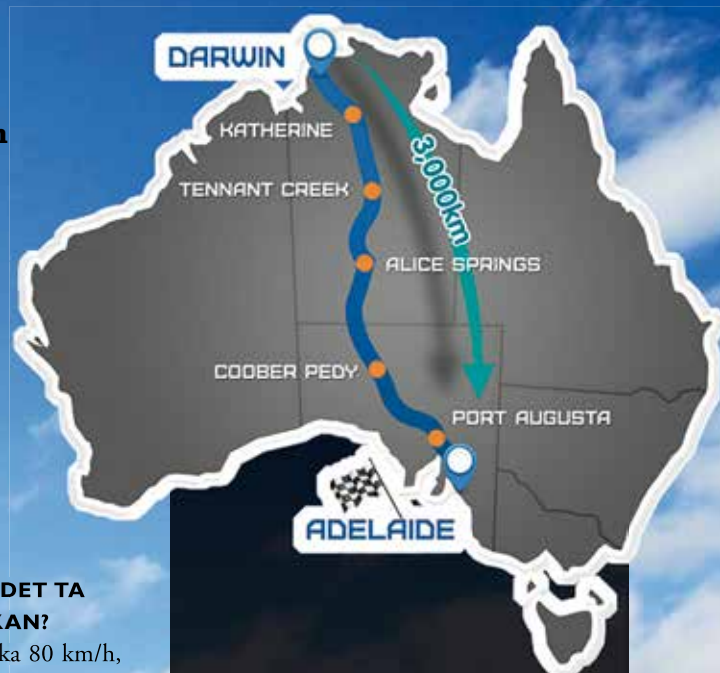 DARWIN
KATHERINE
TENNANT CREEK
3,000km
ALICE SPRINGS
COOBER PEDY
PORT AUGUSTA
ADELAIDE
DET TA
KAN?
ka 80 km/h,